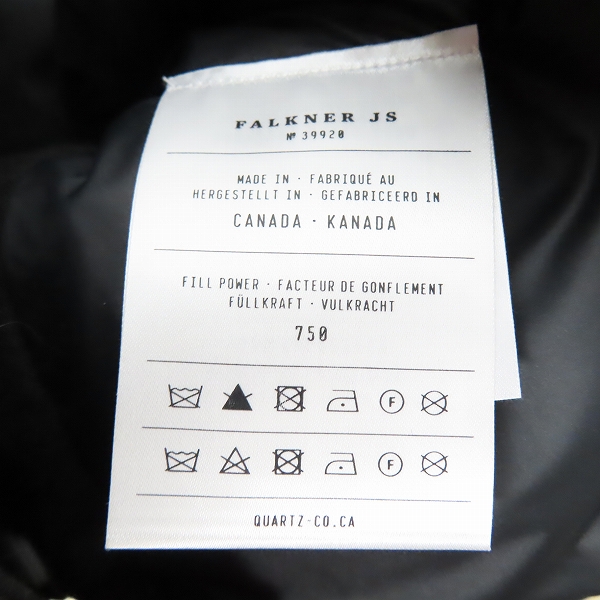 FALKNER JS
Nº 39920
MADE IN · FABRIQUÉ AU
HERGESTELLT IN · GEFABRICEERD IN
CANADA · KANADA
FILL POWER · FACTEUR DE GONFLEMENT
FÜLLKRAFT · VULKRACHT
750
F
F
QUARTZ-CO.CA